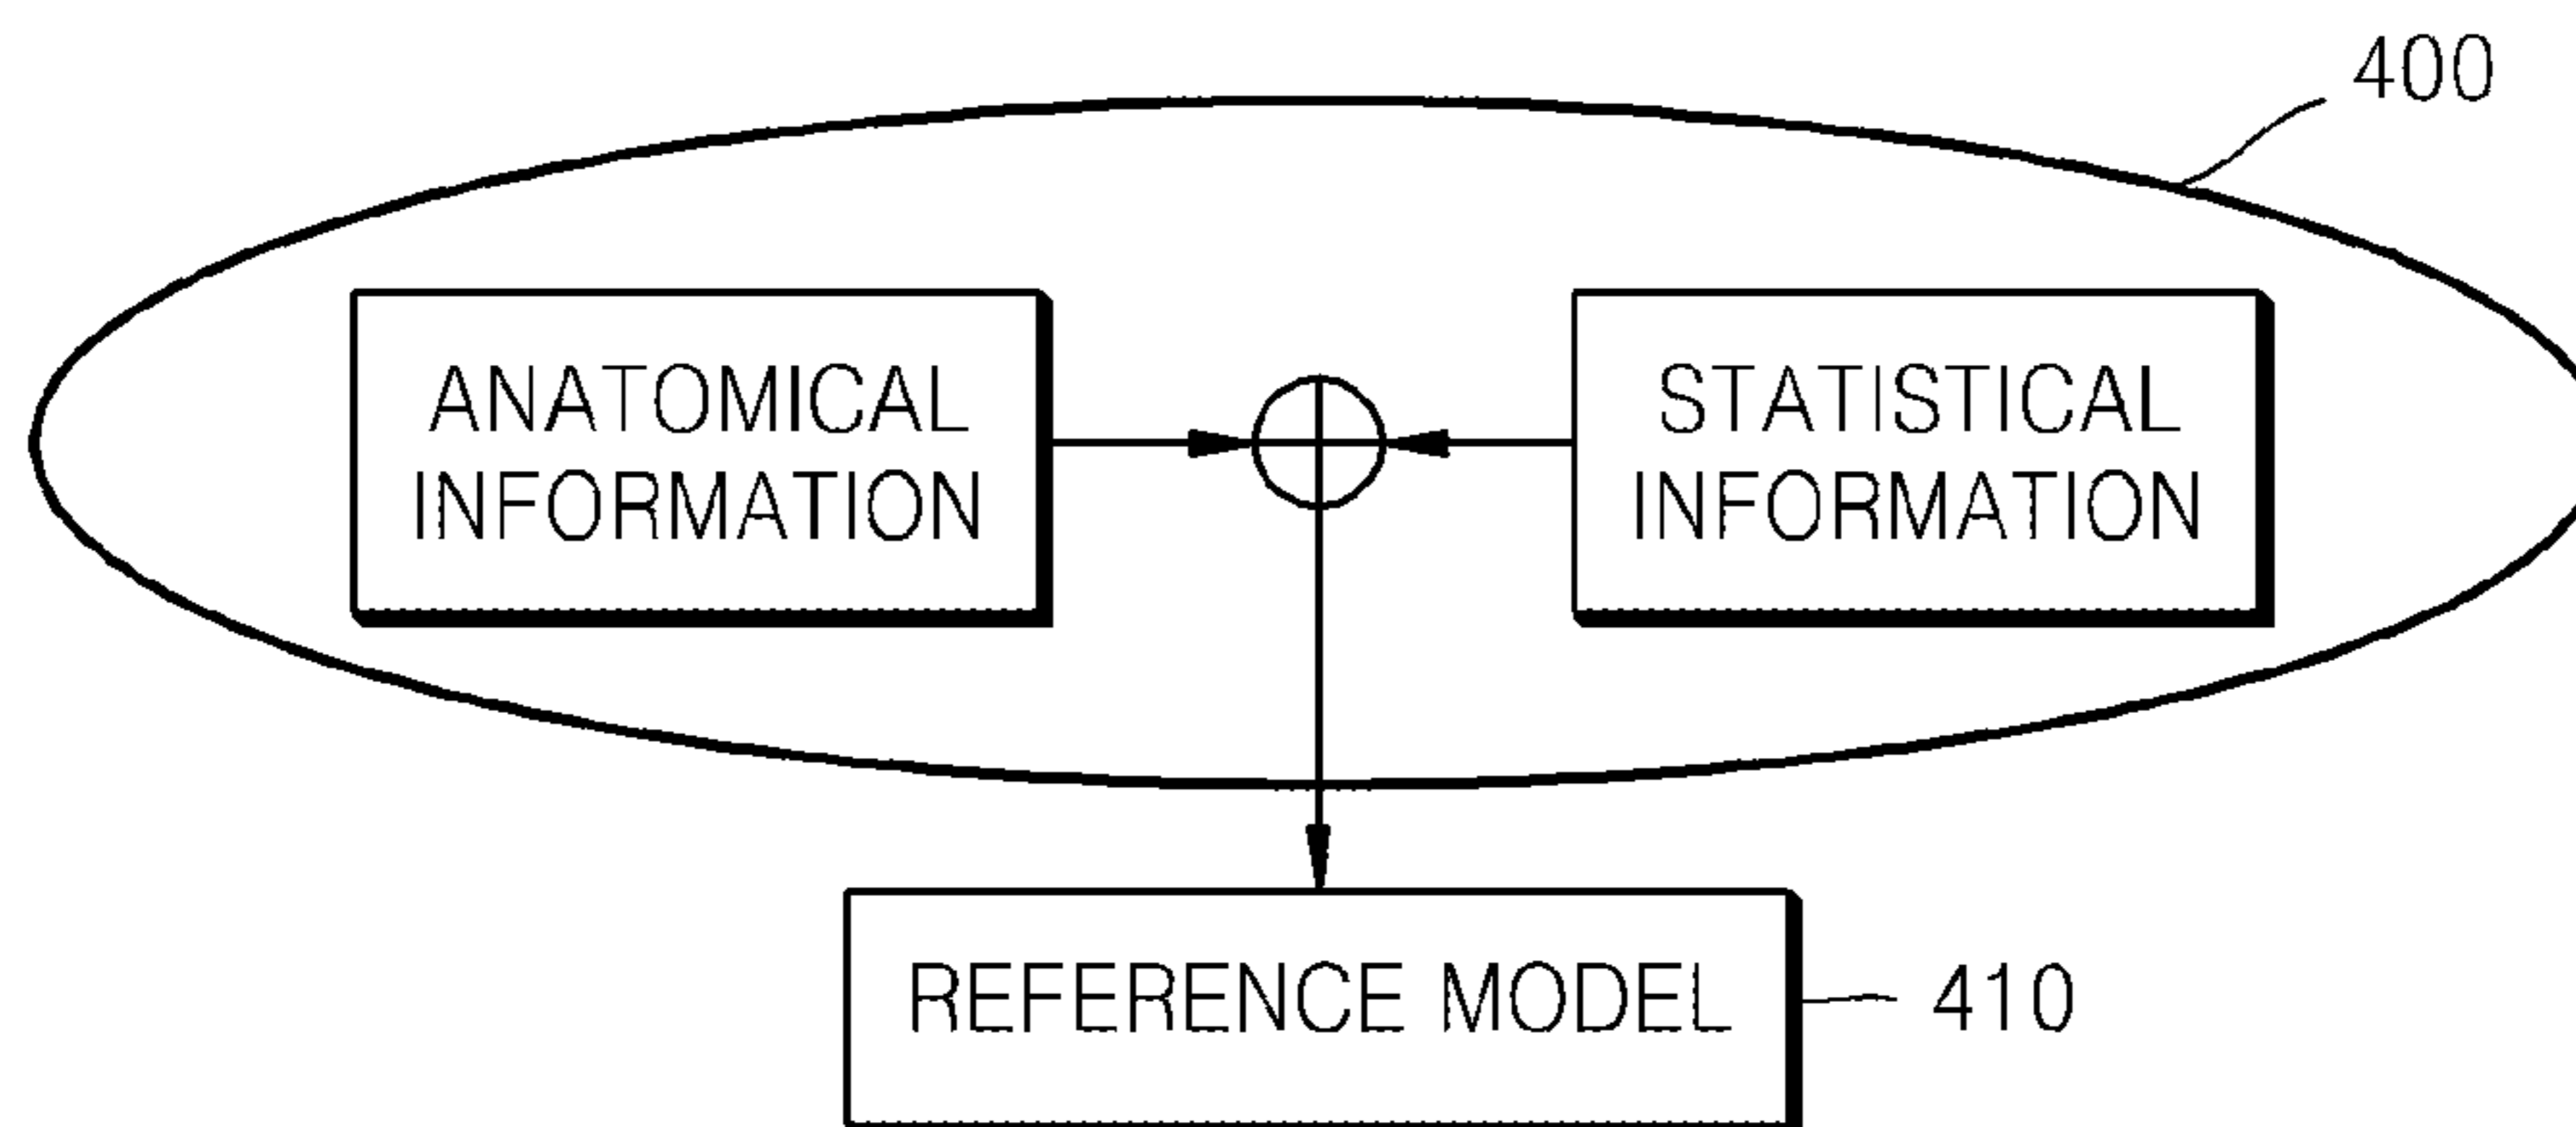 400
ANATOMICAL
INFORMATION
STATISTICAL
INFORMATION
REFERENCE MODEL
410